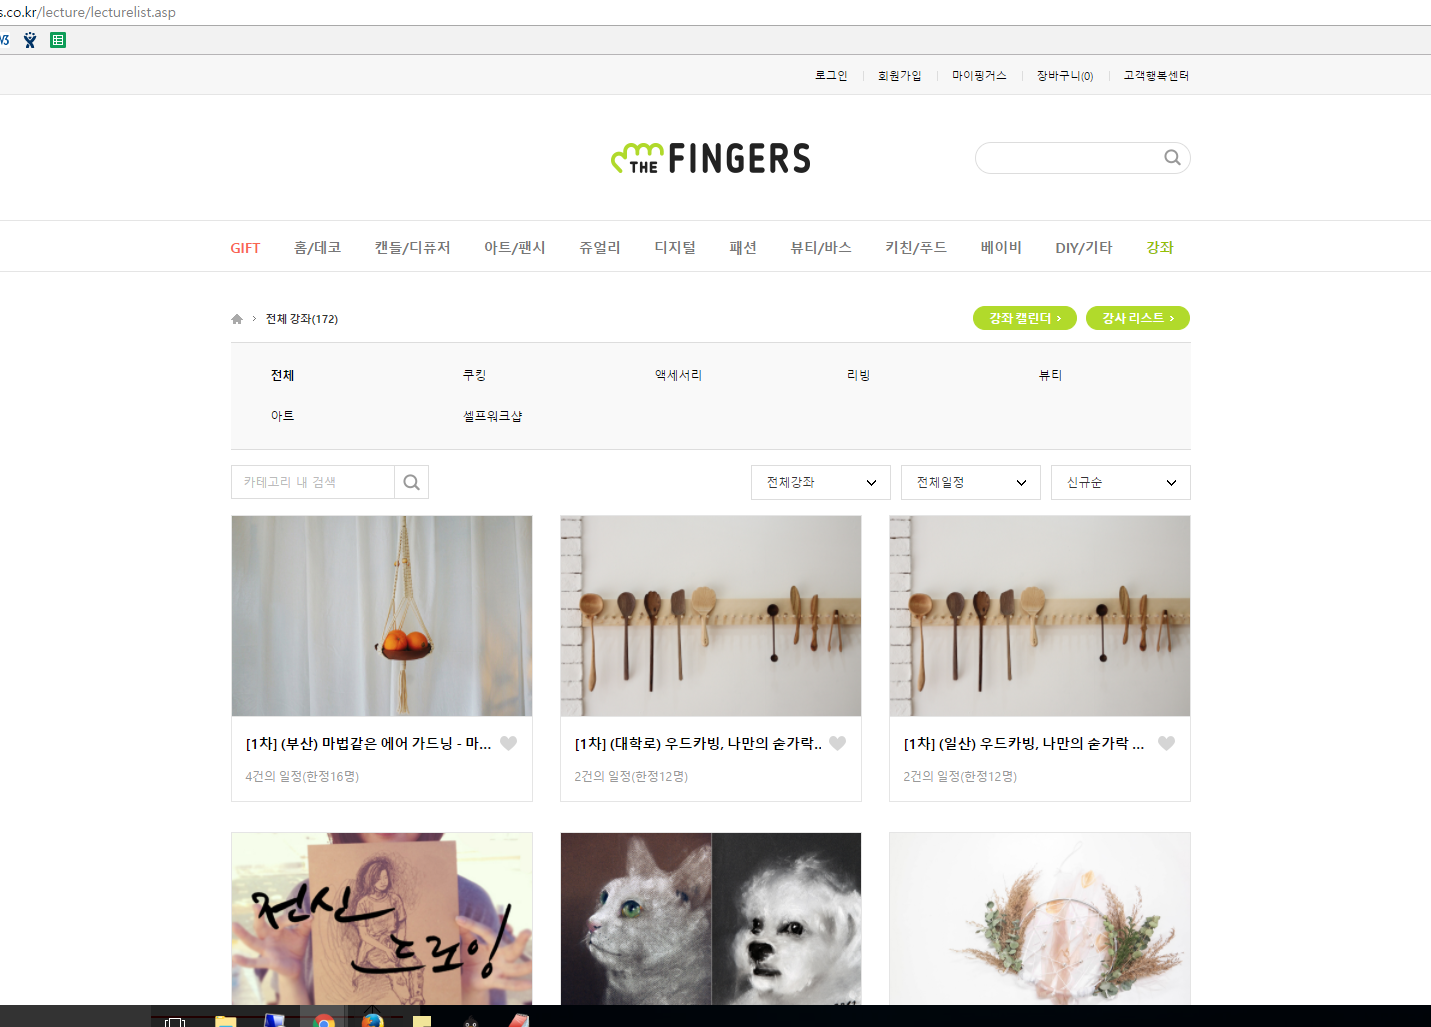 s.co.kr/lecture/lecturelist.asp
V3
로그인 회원가입 마이핑거스 장바구니(0) 고객행복센터
THE FINGERS
GIFT 홈/데코 캔들/디퓨저 아트/팬시 쥬얼리 디지털 패션 뷰티/바스 키친/푸드 베이비 DIY/기타 강좌
전체 강좌(172)
강좌 캘린더 > 강사 리스트 >
전체 쿠킹 액세서리 리빙 뷰티
아트 셀프워크샵
카테고리 내 검색 전체강좌 전체일정 신규순
[1차] (부산) 마법같은 에어 가드닝 - 마...
4건의 일정(한정16명)
[1차] (대학로) 우드카빙, 나만의 숟가락..
2건의 일정(한정12명)
[1차] (일산) 우드카빙, 나만의 숟가락 ...
2건의 일정(한정12명)
전신
드로잉